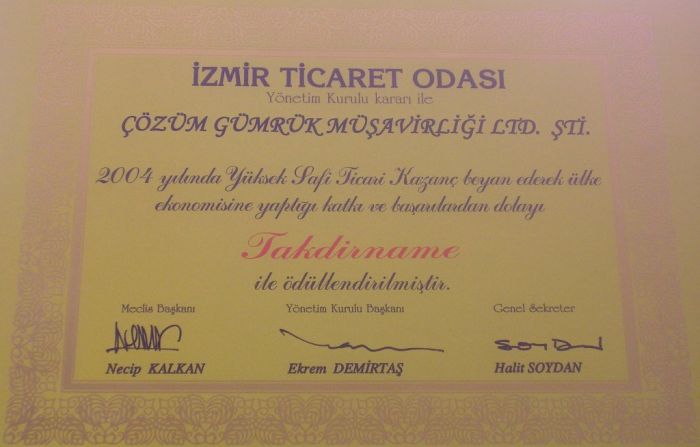 İZMİR TİCARET ODASI
Yönetim Kurulu kararı ile
ÇÖZÜM GÜMRÜK MÜŞAVİRLİĞİ LTD. ŞTİ.
2004 yılında Yüksek Safi Ticari Kazanç beyan ederek ülke
ekonomisine yaptığı katkı ve başarılardan dolayı
Takdirname
ile ödüllendirilmiştir.
Meclis Başkanı Yönetim Kurulu Başkanı Genel Sekreter
SOYDAN
Necip KALKAN Ekrem DEMİRTAŞ Halit SOYDAN